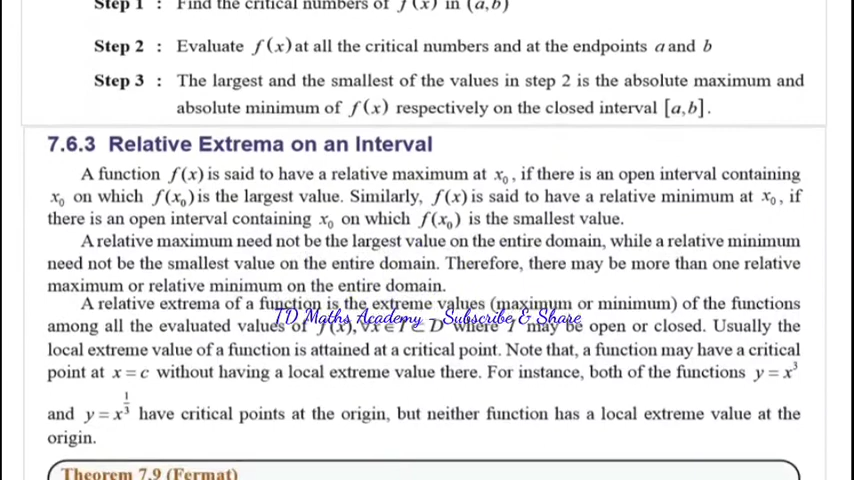 Step 1 : Find the critical numbers of f(x) in (a,b)
Step 2 : Evaluate f(x) at all the critical numbers and at the endpoints a and b
Step 3 : The largest and the smallest of the values in step 2 is the absolute maximum and
absolute minimum of f(x) respectively on the closed interval [a,b].
7.6.3 Relative Extrema on an Interval
A function f(x) is said to have a relative maximum at x₀, if there is an open interval containing
x₀ on which f(x₀) is the largest value. Similarly, f(x) is said to have a relative minimum at x₀, if
there is an open interval containing x₀ on which f(x₀) is the smallest value.
A relative maximum need not be the largest value on the entire domain, while a relative minimum
need not be the smallest value on the entire domain. Therefore, there may be more than one relative
maximum or relative minimum on the entire domain.
A relative extrema of a function is the extreme values (maximum or minimum) of the functions
TD Maths Academy Subscribe & Share
among all the evaluated values of f(x), ∀x ∈ I ⊂ D where I may be open or closed. Usually the
local extreme value of a function is attained at a critical point. Note that, a function may have a critical
point at x = c without having a local extreme value there. For instance, both of the functions y = x³
and y = x^(1/3) have critical points at the origin, but neither function has a local extreme value at the
origin.
Theorem 7.9 (Fermat)